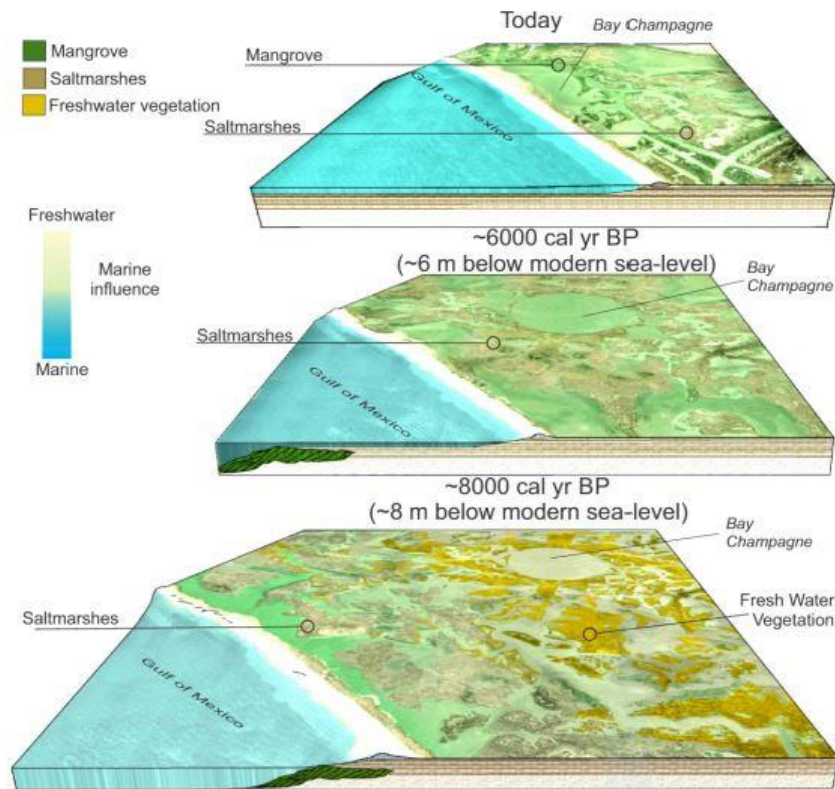 Today
Bay Champagne
Mangrove
Saltmarshes
Freshwater vegetation
Mangrove
Saltmarshes
Gulf of Mexico
Freshwater
Marine
influence
Marine
~6000 cal yr BP
(~6 m below modern sea-level)
Bay
Champagne
Saltmarshes
Gulf of Mexico
~8000 cal yr BP
(~8 m below modern sea-level)
Bay
Champagne
Saltmarshes
Fresh Water
Vegetation
Gulf of Mexico